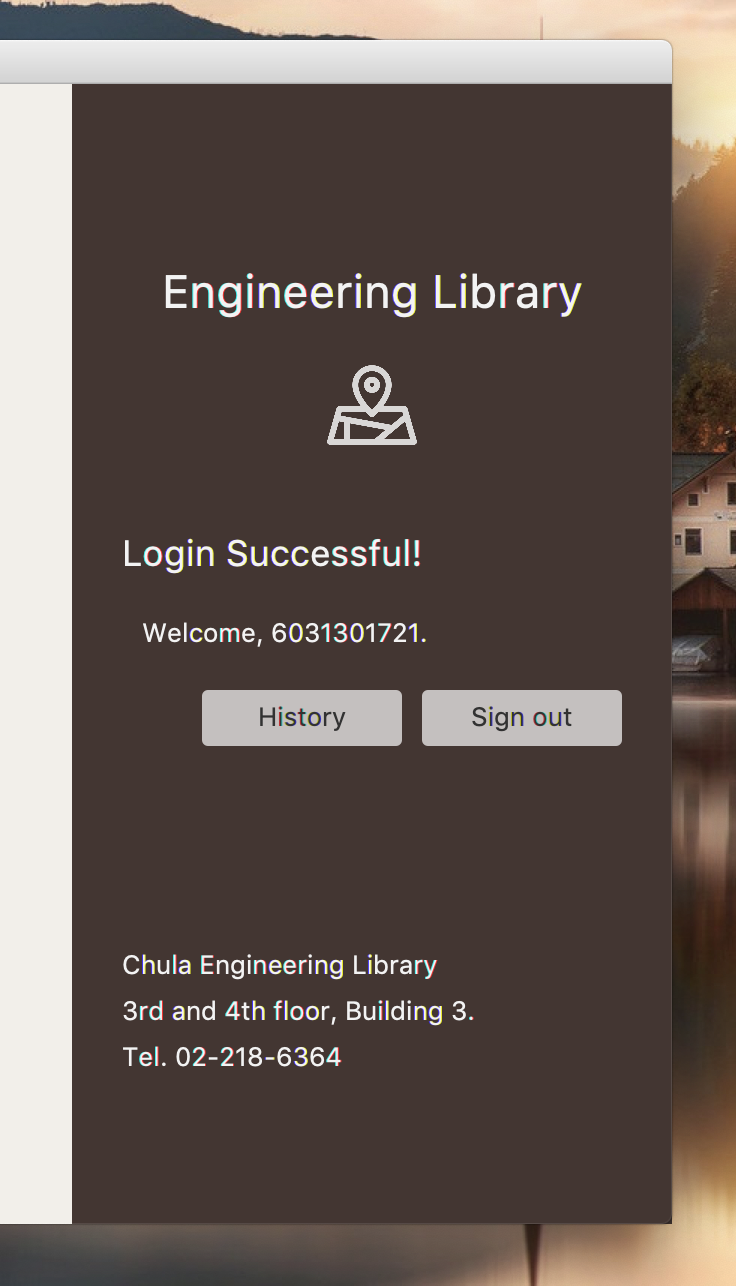 Engineering Library
Login Successful!
Welcome, 6031301721.
History
Sign out
Chula Engineering Library
3rd and 4th floor, Building 3.
Tel. 02-218-6364